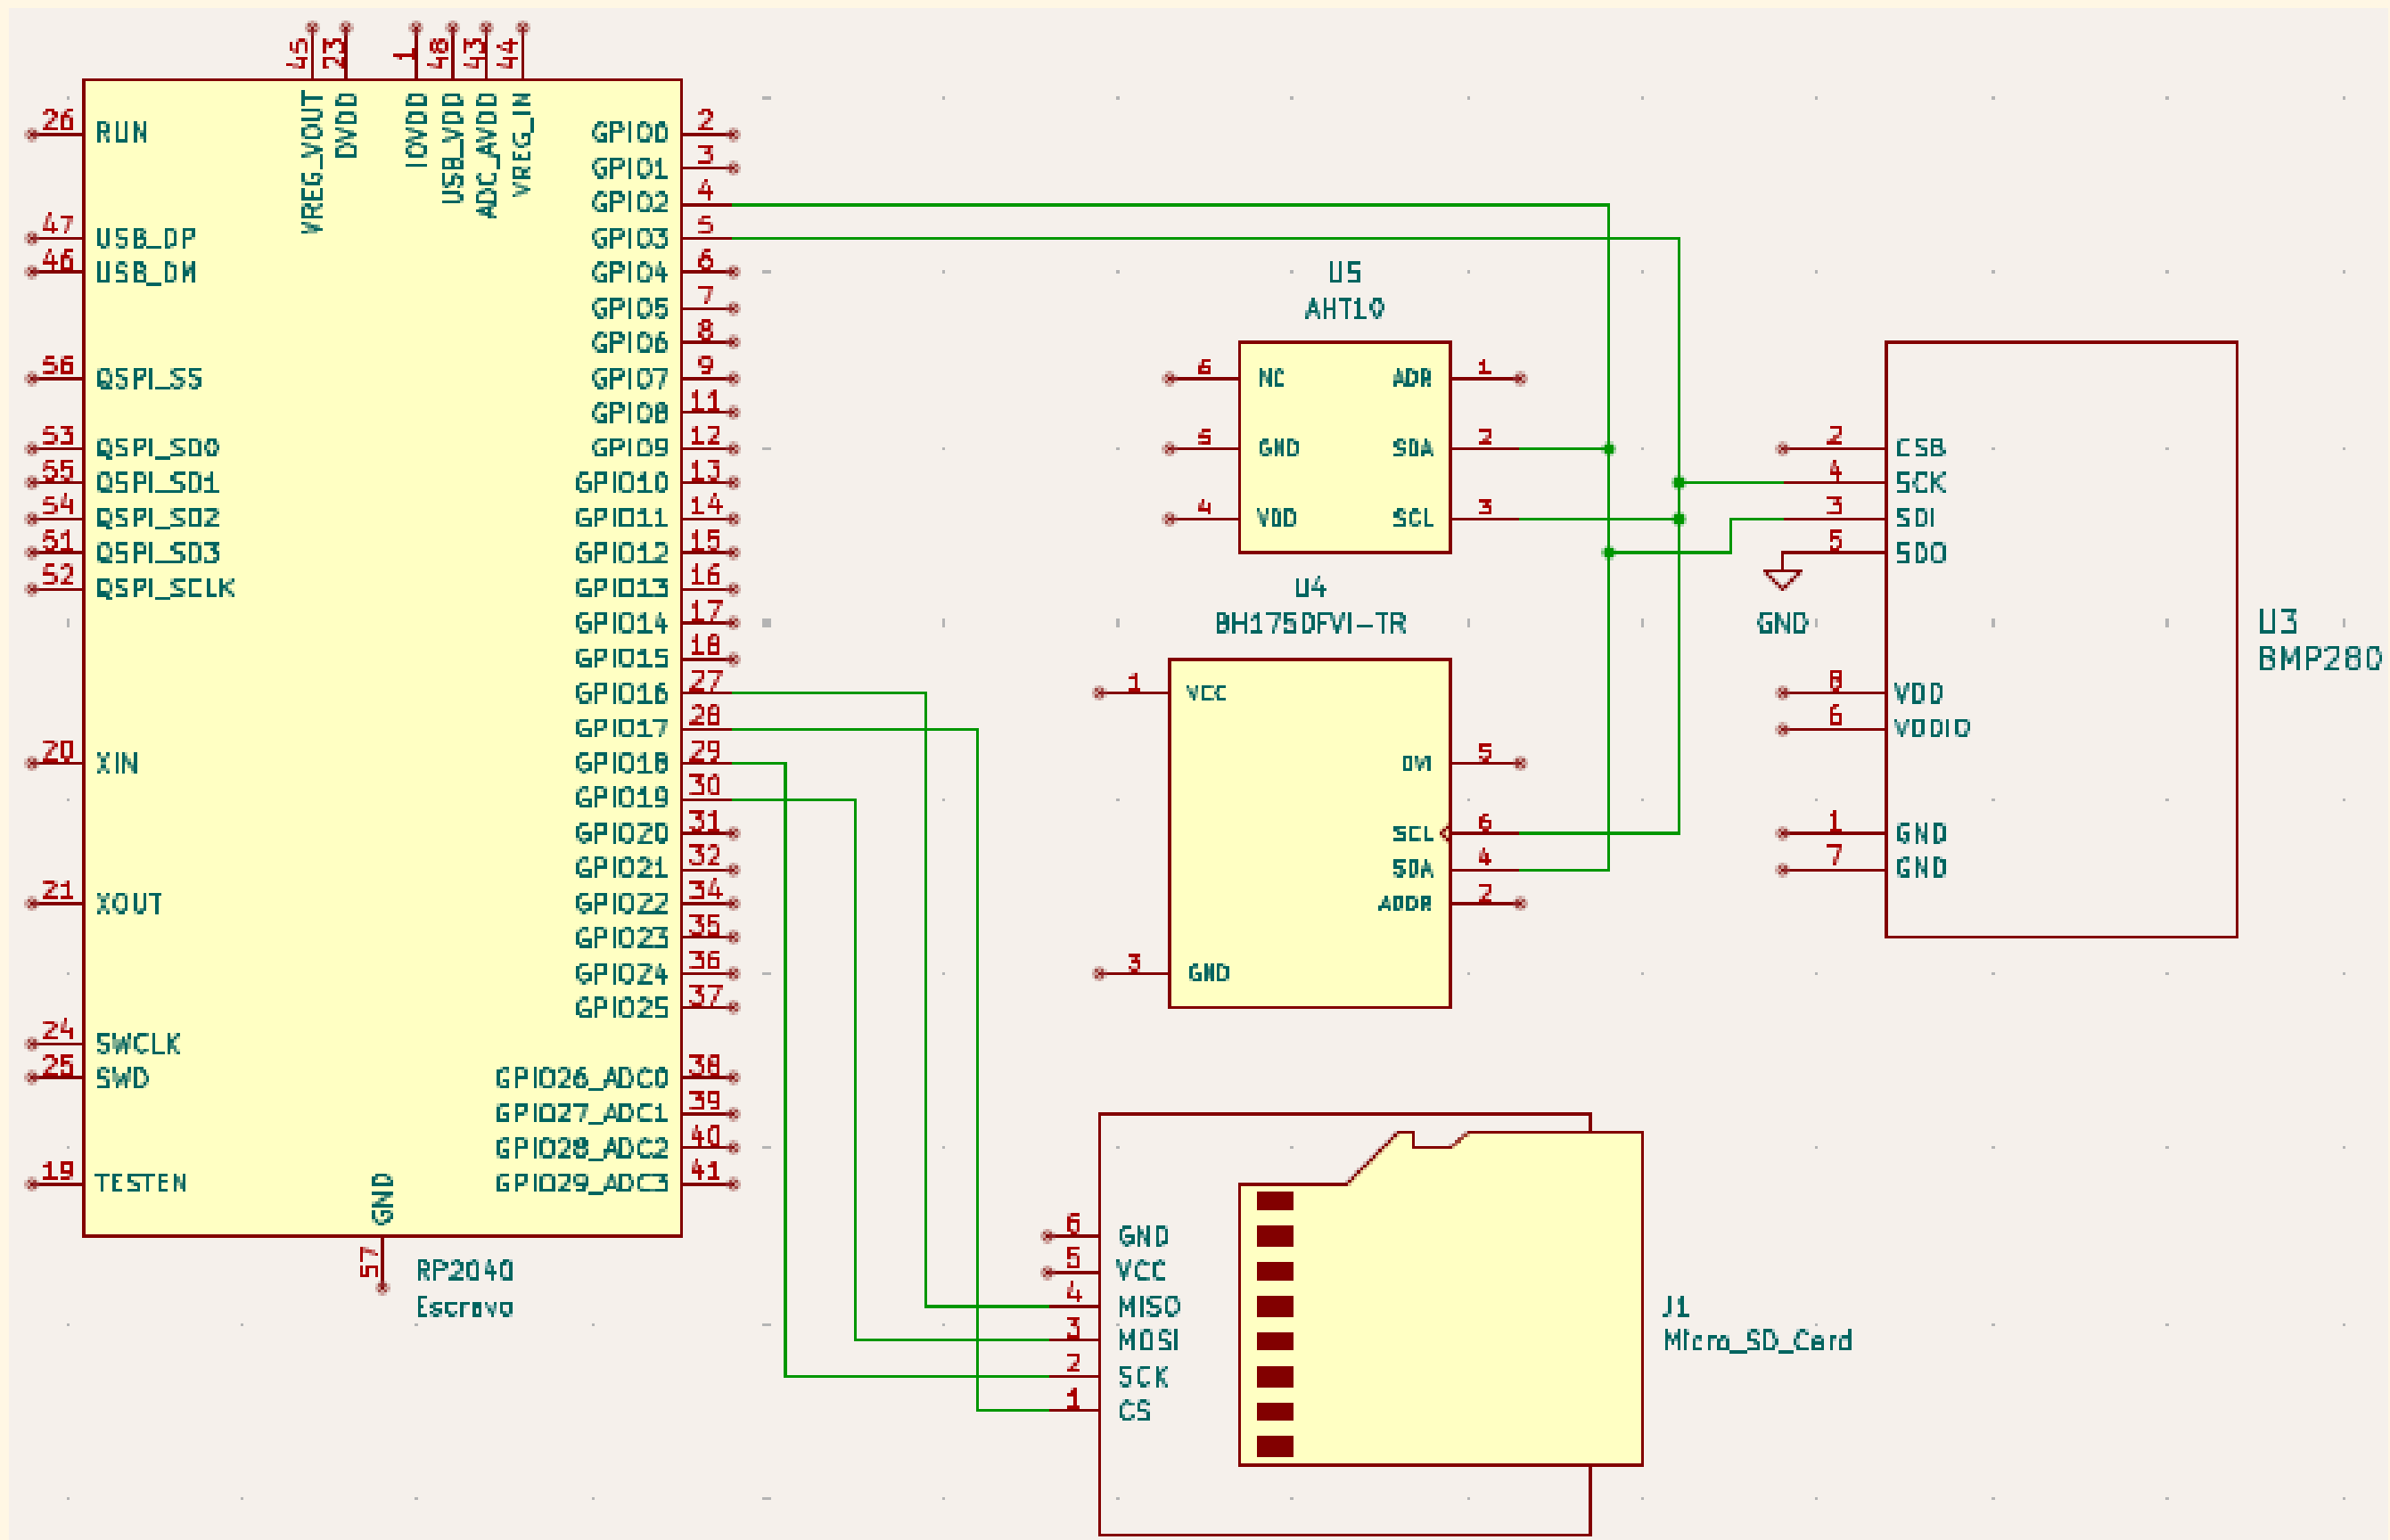 45
23
1
48
43
44
VREG_VOUT
DVDD
IOVDD
USB_VDD
ADC_AVDD
VREG_IN
26 RUN
47 USB_DP
46 USB_DM
56 QSPI_SS
53 QSPI_SD0
55 QSPI_SD1
54 QSPI_SD2
51 QSPI_SD3
52 QSPI_SCLK
20 XIN
21 XOUT
24 SWCLK
25 SWD
19 TESTEN
GND
57
GPIO0 2
GPIO1 3
GPIO2 4
GPIO3 5
GPIO4 6
GPIO5 7
GPIO6 8
GPIO7 9
GPIO8 11
GPIO9 12
GPIO10 13
GPIO11 14
GPIO12 15
GPIO13 16
GPIO14 17
GPIO15 18
GPIO16 27
GPIO17 28
GPIO18 29
GPIO19 30
GPIO20 31
GPIO21 32
GPIO22 34
GPIO23 35
GPIO24 36
GPIO25 37
GPIO26_ADC0 38
GPIO27_ADC1 39
GPIO28_ADC2 40
GPIO29_ADC3 41
RP2040
Escravo
U5
AHT10
6 NC ADR 1
5 GND SDA 2
4 VDD SCL 3
U4
BH1750FVI-TR
1 VCC
DVI 5
SCL 6
SDA 4
ADDR 2
3 GND
2 CSB
4 SCK
3 SDI
5 SDO
GND
8 VDD
6 VDDIO
1 GND
7 GND
U3
BMP280
6 GND
5 VCC
4 MISO
3 MOSI
2 SCK
1 CS
J1
Micro_SD_Card